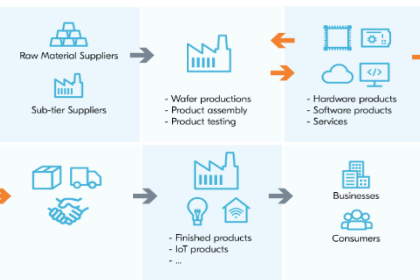 Raw Material Suppliers
Sub-tier Suppliers
- Wafer productions
- Product assembly
- Product testing
- Hardware products
- Software products
- Services
- Finished products
- IoT products
- ...
Businesses
Consumers